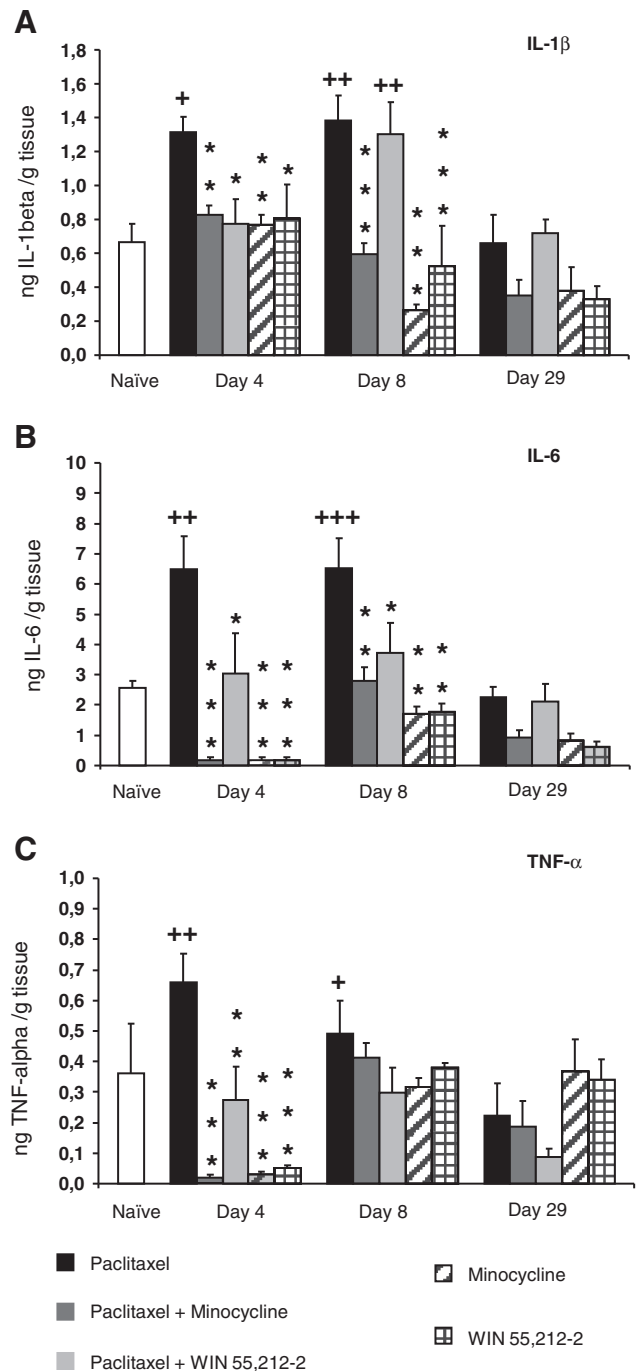 A
IL-1β
ng IL-1beta /g tissue
1,8
1,6
1,4
1,2
1,0
0,8
0,6
0,4
0,2
0,0
+
* *
*
* *
*
++
* * *
++
* * *
* * *
Naïve Day 4 Day 8 Day 29
B
IL-6
ng IL-6 /g tissue
10
9
8
7
6
5
4
3
2
1
0
++
* * *
*
* * *
* * *
+++
* *
*
* *
* *
Naïve Day 4 Day 8 Day 29
C
TNF-α
ng TNF-alpha /g tissue
1,0
0,9
0,8
0,7
0,6
0,5
0,4
0,3
0,2
0,1
0,0
++
* * *
* *
* * *
* * *
+
Naïve Day 4 Day 8 Day 29
Paclitaxel
Paclitaxel + Minocycline
Paclitaxel + WIN 55,212-2
Minocycline
WIN 55,212-2